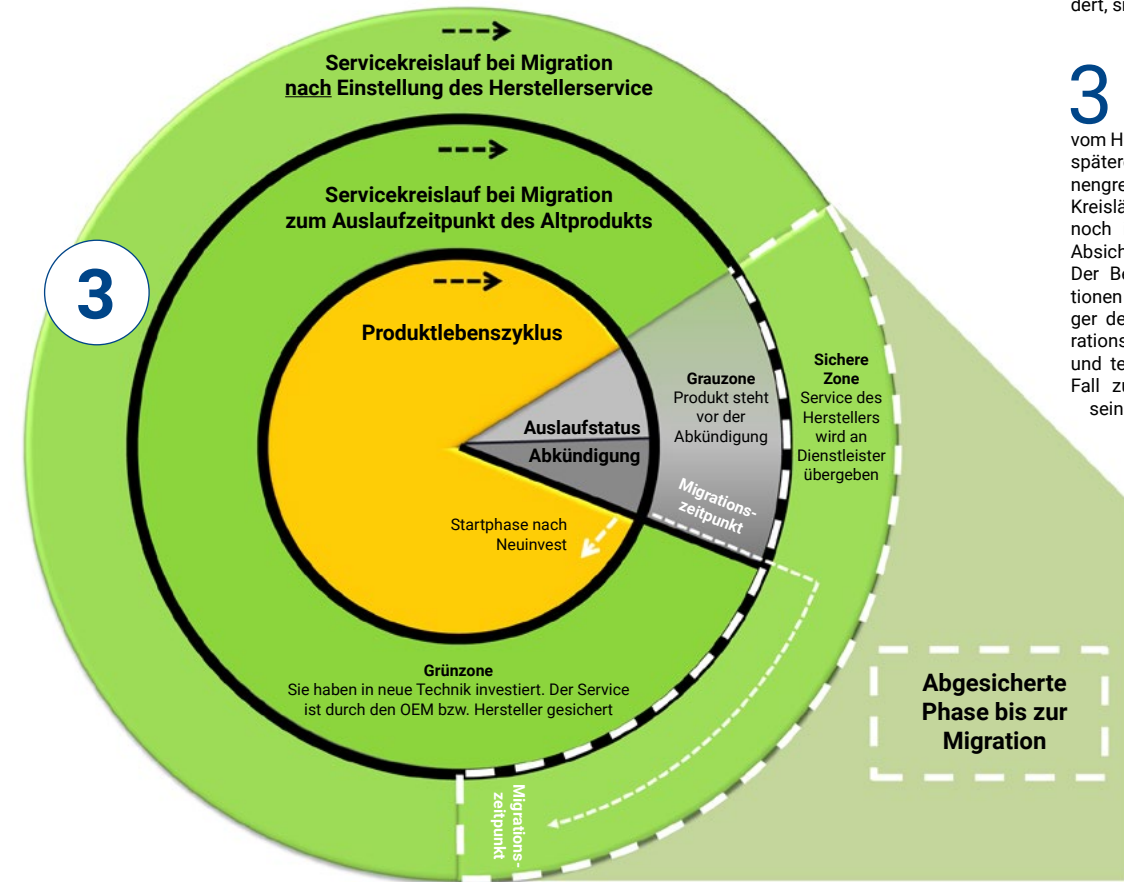 Servicekreislauf bei Migration
nach Einstellung des Herstellerservice
Servicekreislauf bei Migration
zum Auslaufzeitpunkt des Altprodukts
3
Produktlebenszyklus
Auslaufstatus
Abkündigung
Grauzone
Produkt steht
vor der
Abkündigung
Migrations-
zeitpunkt
Sichere
Zone
Service des
Herstellers
wird an
Dienstleister
übergeben
Startphase nach
Neuinvest
Grünzone
Sie haben in neue Technik investiert. Der Service
ist durch den OEM bzw. Hersteller gesichert
Migrations-
zeitpunkt
Abgesicherte
Phase bis zur
Migration
3
vom H
später
nengre
Kreislä
noch
Absich
Der Be
tionen
ger de
rations
und te
Fall zu
sein